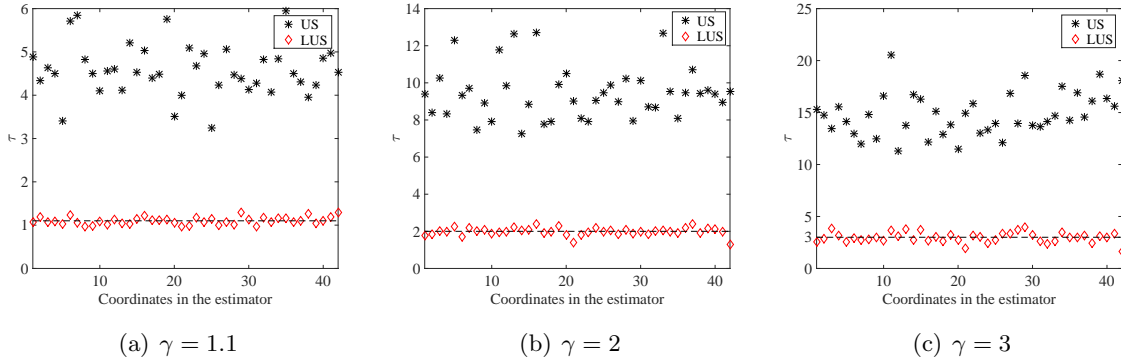 6
5
4
3
2
1
0
τ
10
20
30
40
Coordinates in the estimator
US
LUS
(a) γ = 1.1
14
12
10
8
6
4
2
0
τ
10
20
30
40
Coordinates in the estimator
US
LUS
(b) γ = 2
25
20
15
10
5
3
0
τ
10
20
30
40
Coordinates in the estimator
US
LUS
(c) γ = 3